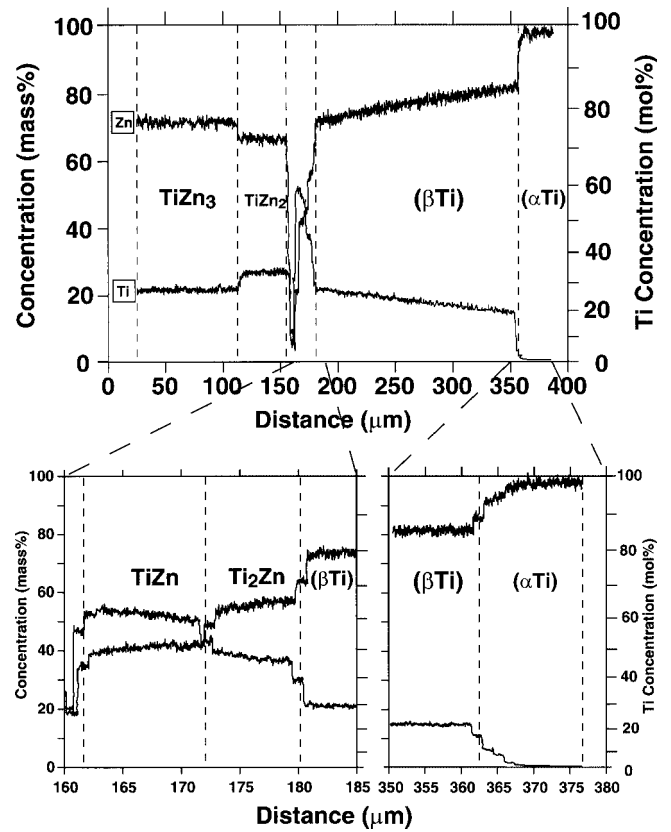 100
80
60
40
20
0
Concentration (mass%)
Zn
Ti
TiZn3
TiZn2
(βTi)
(αTi)
100
80
60
40
20
0
Ti Concentration (mol%)
0 50 100 150 190 250 300 350 400
Distance (μm)
100
80
60
40
20
0
Concentration (mass%)
TiZn
Ti2Zn
(βTi)
160 165 170 175 180 185
(βTi)
(αTi)
100
80
60
40
20
0
Ti Concentration (mol%)
350 355 360 365 370 375 380
Distance (μm)
Distance (μm)